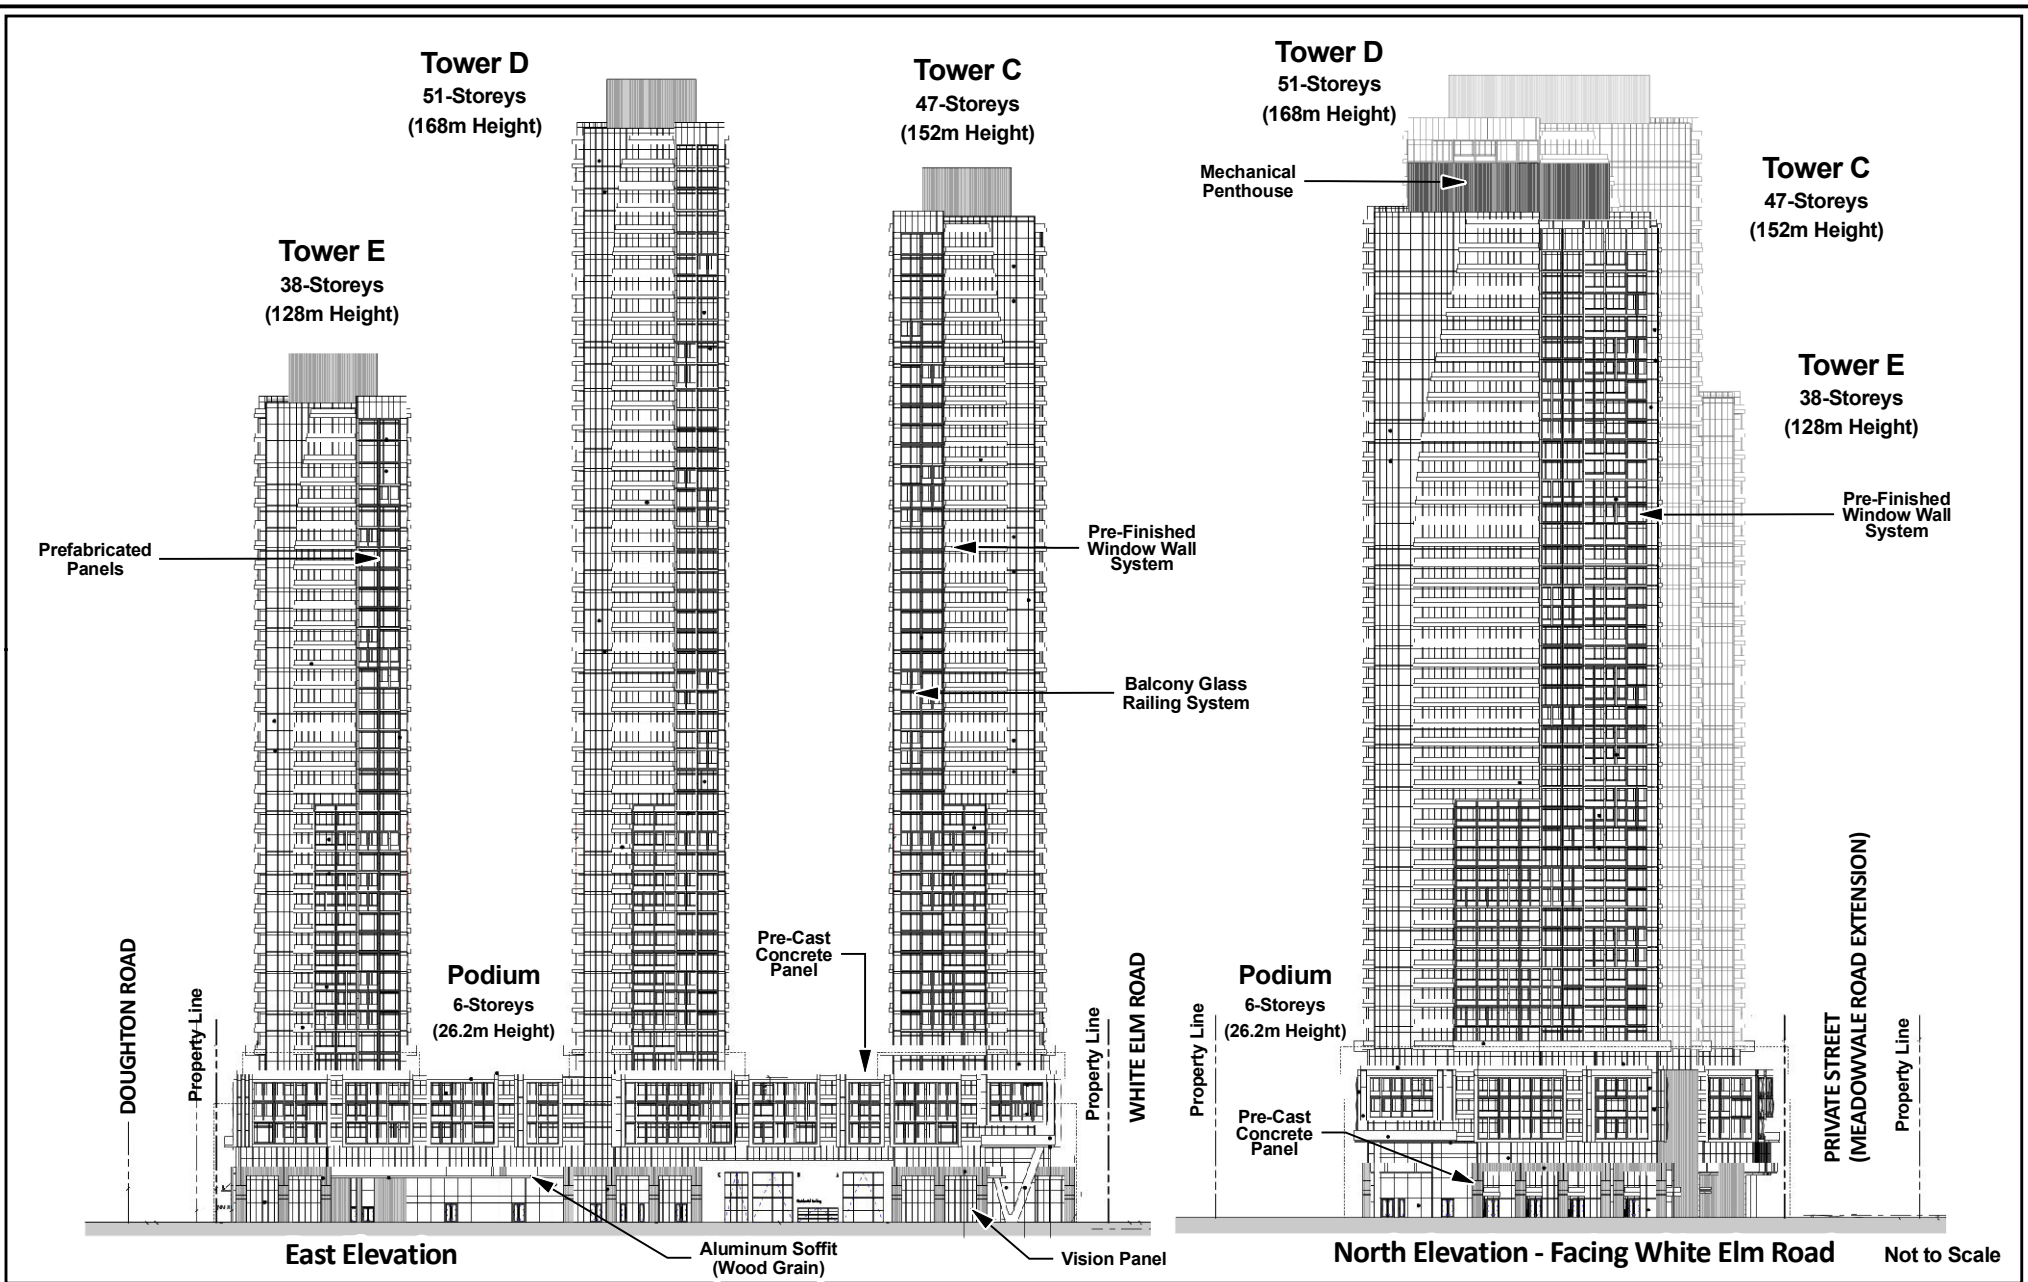 Tower D
51-Storeys
(168m Height)
Tower C
47-Storeys
(152m Height)
Tower E
38-Storeys
(128m Height)
Prefabricated
Panels
Pre-Finished
Window Wall
System
Balcony Glass
Railing System
Pre-Cast
Concrete
Panel
Podium
6-Storeys
(26.2m Height)
DOUGHTON ROAD
Property Line
Property Line
WHITE ELM ROAD
East Elevation
Aluminum Soffit
(Wood Grain)
Vision Panel
Tower D
51-Storeys
(168m Height)
Mechanical
Penthouse
Tower C
47-Storeys
(152m Height)
Tower E
38-Storeys
(128m Height)
Pre-Finished
Window Wall
System
Podium
6-Storeys
(26.2m Height)
Property Line
Pre-Cast
Concrete
Panel
PRIVATE STREET
(MEADOWVALE ROAD EXTENSION)
Property Line
North Elevation - Facing White Elm Road
Not to Scale